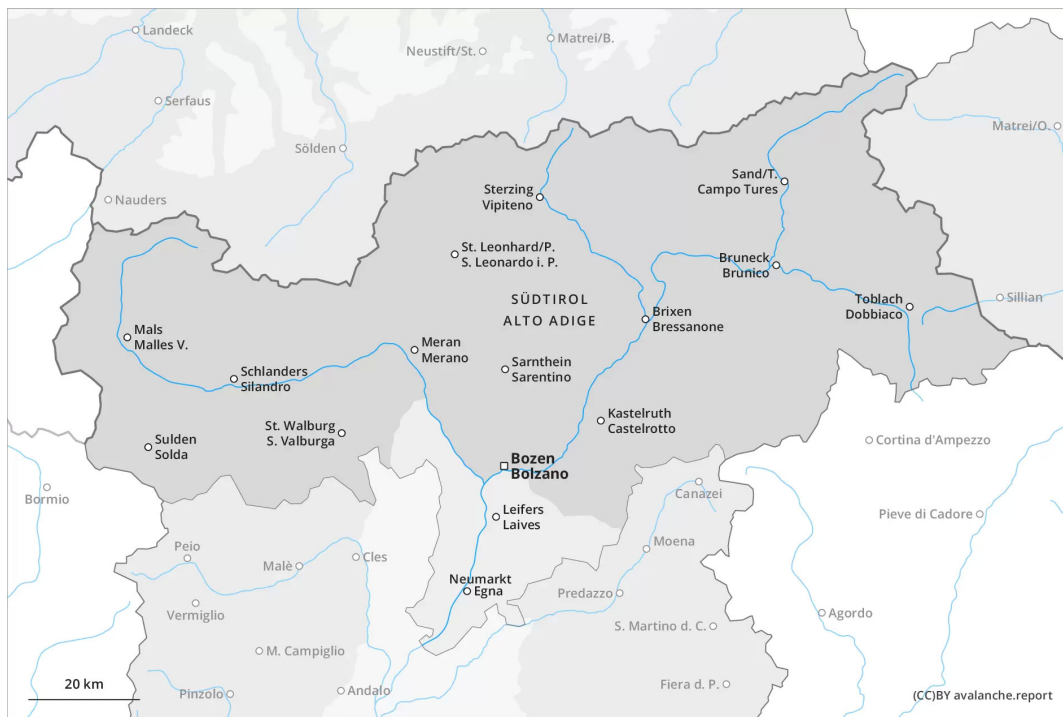 Landeck
Matrei/B.
Neustift/St.
Serfaus
Matrei/O.
Sölden
Sand/T.
Campo Tures
Nauders
Sterzing
Vipiteno
St. Leonhard/P.
S. Leonardo i. P.
Bruneck
Brunico
SÜDTIROL
ALTO ADIGE
Toblach
Dobbiaco
Sillian
Brixen
Bressanone
Mals
Malles V.
Meran
Merano
Sarnthein
Sarentino
Schlanders
Silandro
Kastelruth
Castelrotto
St. Walburg
S. Valburga
Sulden
Solda
Cortina d'Ampezzo
Bozen
Bolzano
Bormio
Canazei
Leifers
Laives
Pieve di Cadore
Peio
Moena
Malè
Cles
Neumarkt
Egna
Predazzo
Vermiglio
Agordo
S. Martino d. C.
M. Campiglio
20 km
Pinzolo
Andalo
Fiera d. P.
(CC)BY avalanche.report